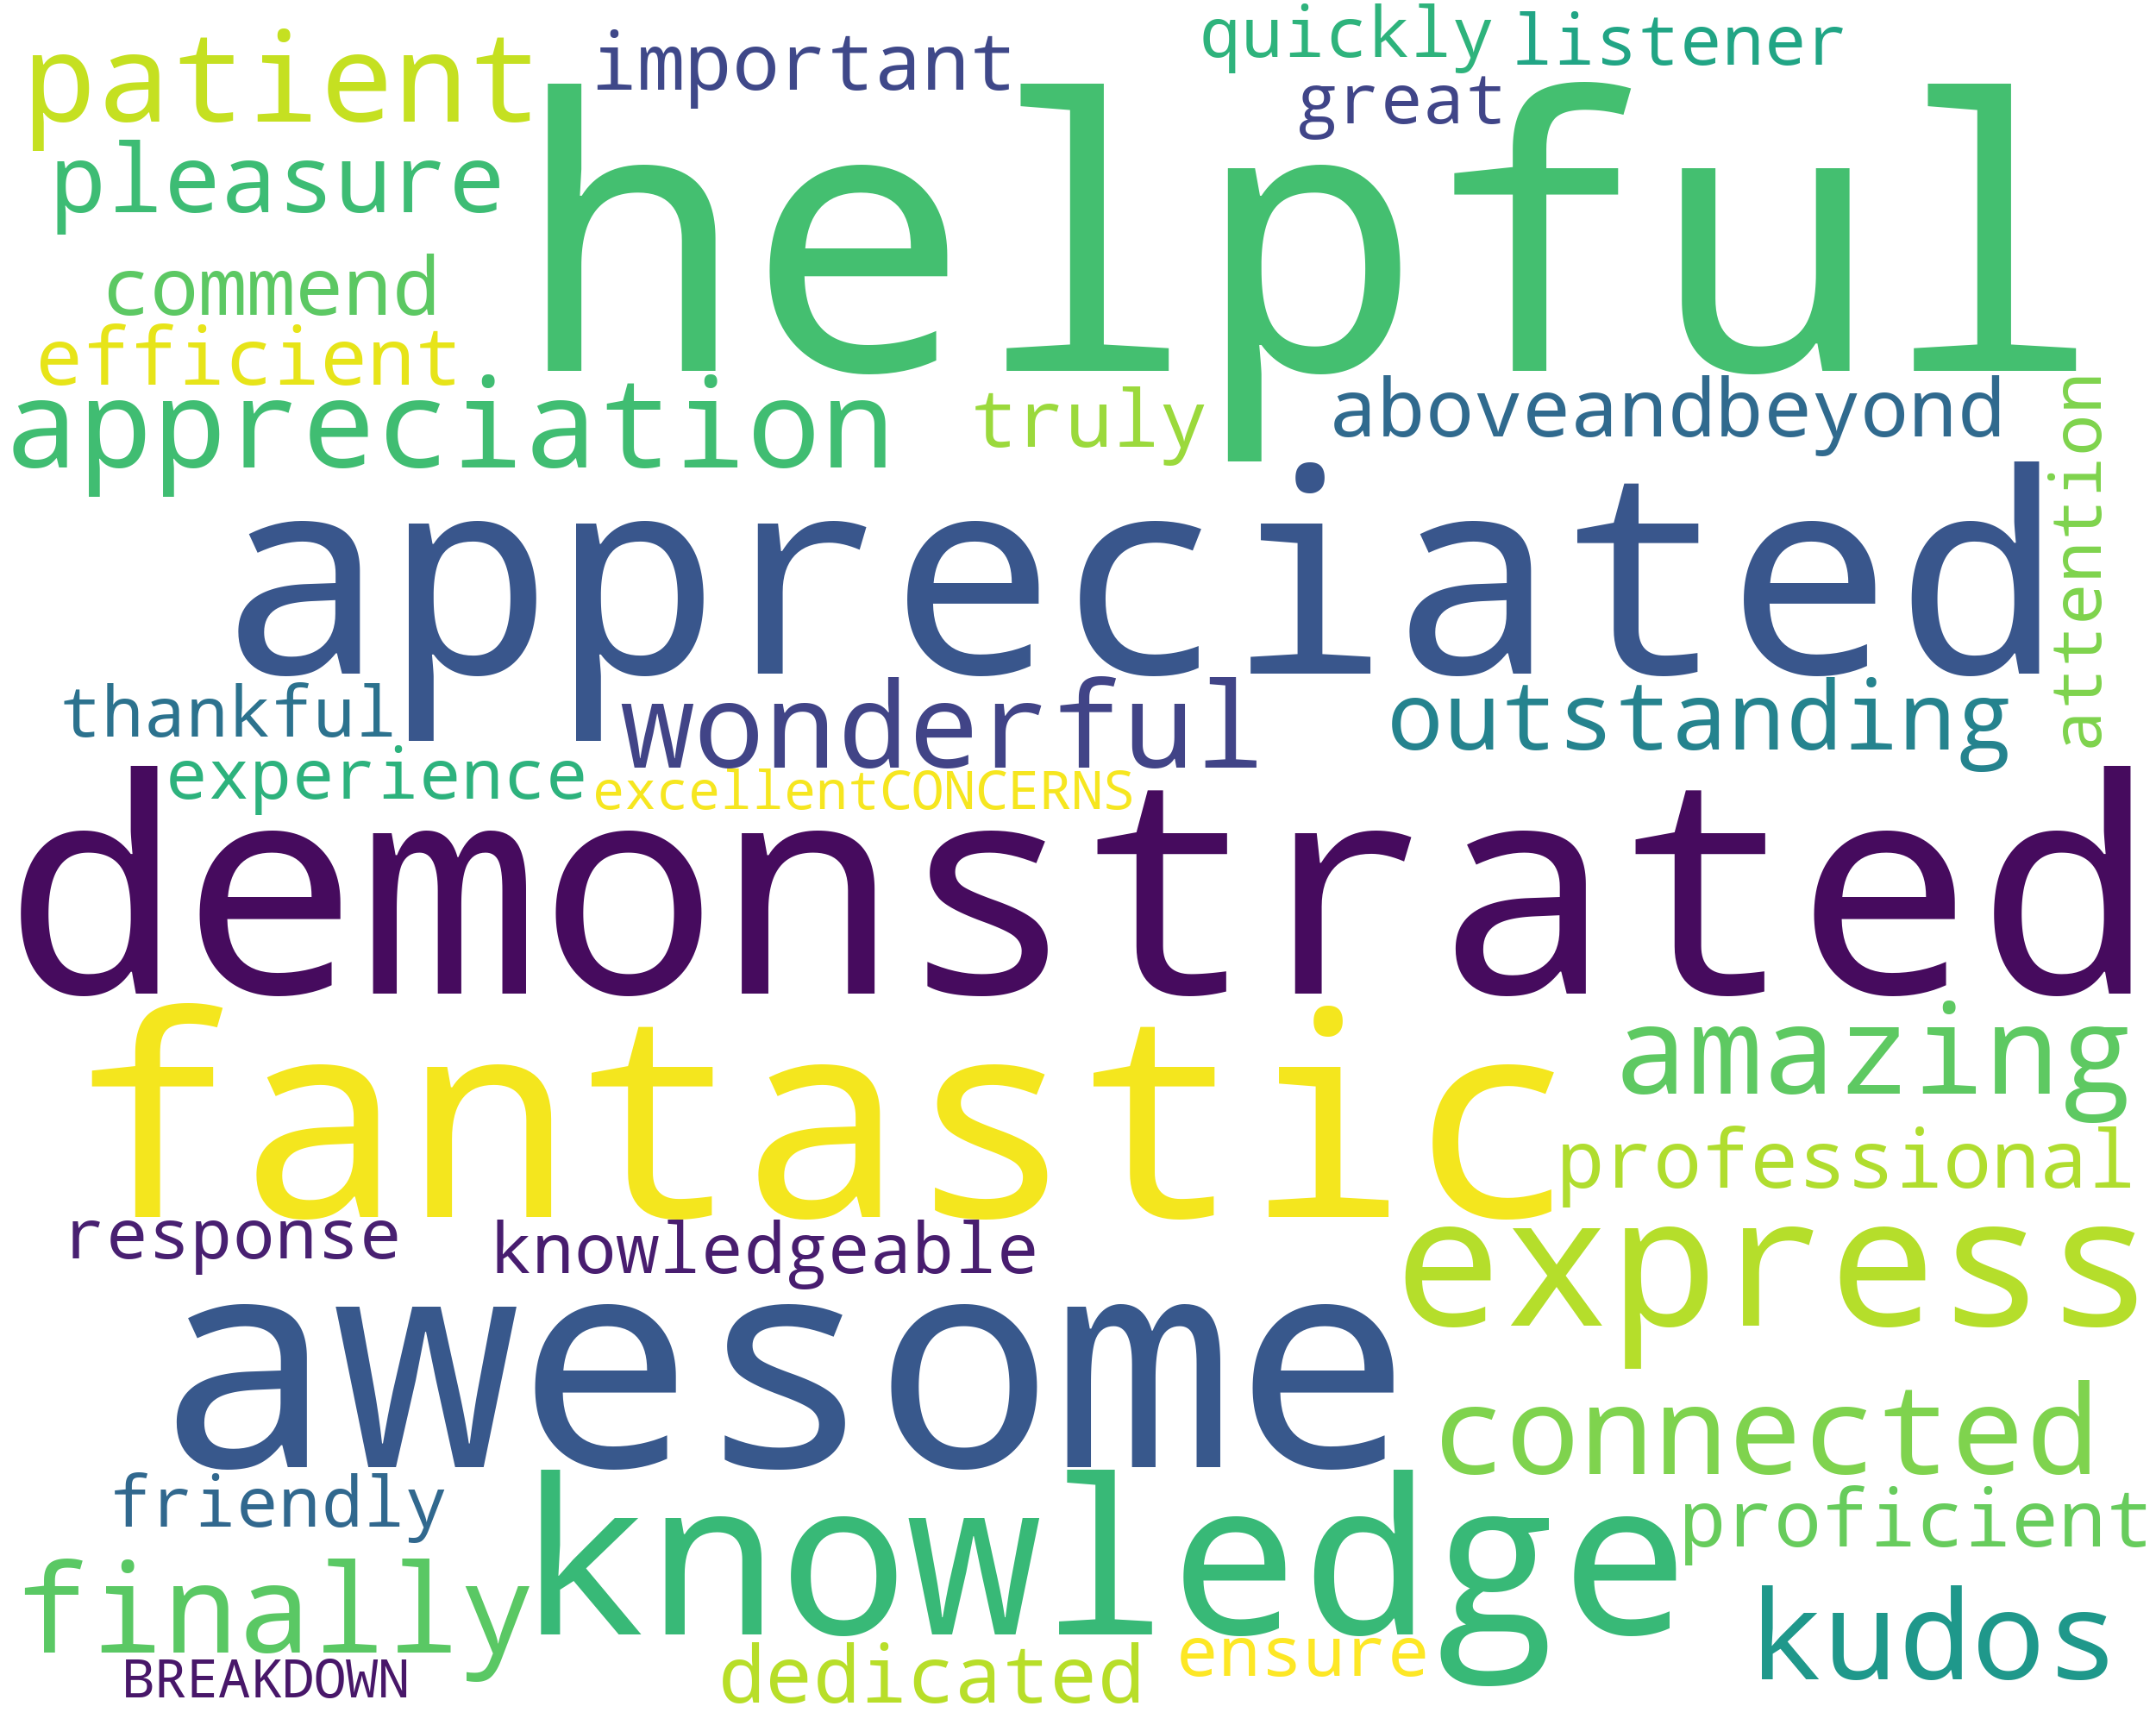 patient
important
quickly
listener
great
helpful
pleasure
commend
efficient
appreciation
truly
aboveandbeyond
attention
appreciated
thankful
wonderful
outstanding
experience
excellentCONCERNS
demonstrated
fantastic
amazing
professional
response
knowledgeable
express
awesome
connected
friendly
knowledge
proficient
finally
kudos
BREAKDOWN
dedicated
ensure